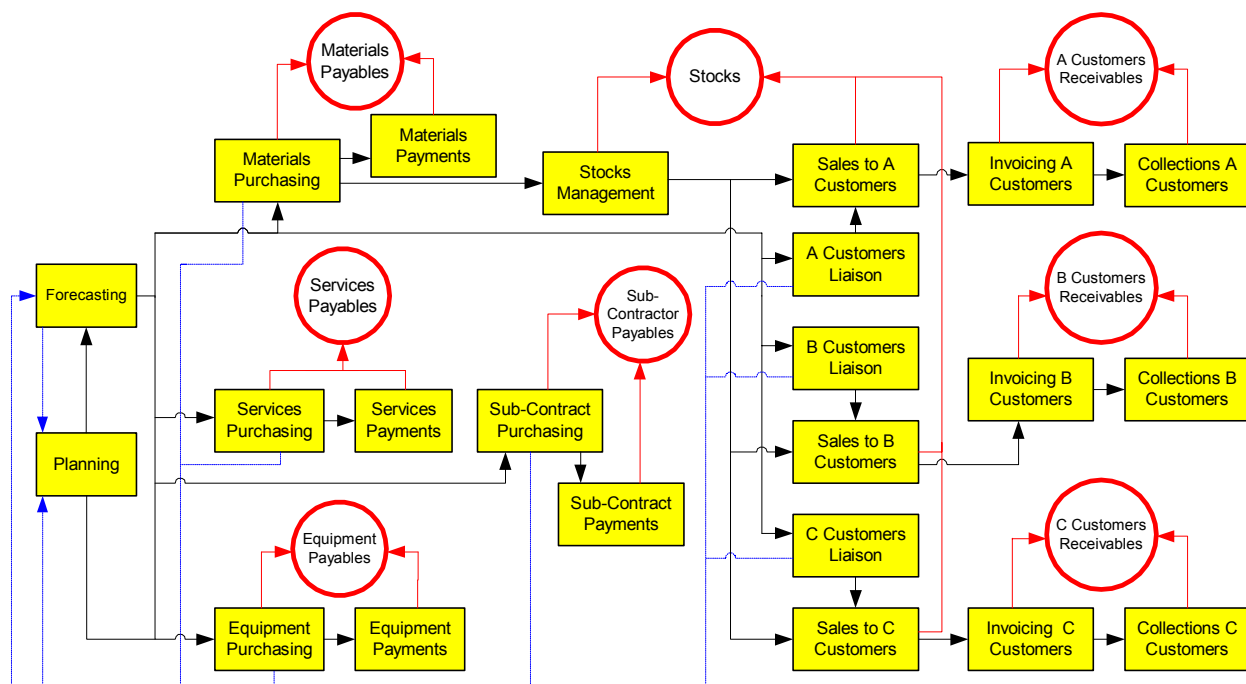 Materials
Payables
Stocks
A Customers
Receivables
Materials
Payments
Materials
Purchasing
Stocks
Management
Sales to A
Customers
Invoicing A
Customers
Collections A
Customers
A Customers
Liaison
Forecasting
Services
Payables
Sub-
Contractor
Payables
B Customers
Receivables
B Customers
Liaison
Invoicing B
Customers
Collections B
Customers
Planning
Services
Purchasing
Services
Payments
Sub-Contract
Purchasing
Sales to B
Customers
Sub-Contract
Payments
C Customers
Liaison
C Customers
Receivables
Equipment
Payables
Equipment
Purchasing
Equipment
Payments
Sales to C
Customers
Invoicing  C
Customers
Collections C
Customers